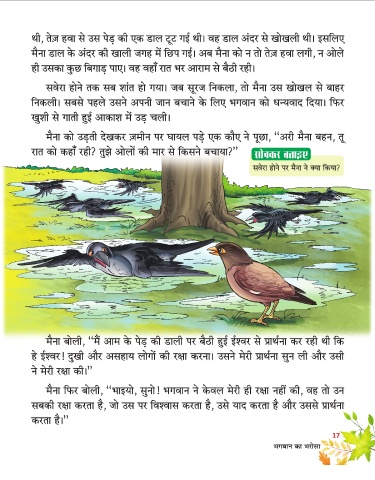 थी, तेज़ हवा से उस पेड़ की एक डाल टूट गई थी। वह डाल अंदर से खोखली थी। इसलिए
मैना डाल के अंदर की खाली जगह में छिप गई। अब मैना को न तो तेज़ हवा लगी, न ओले
ही उसका कुछ बिगाड़ पाए। वह वहाँ रात भर आराम से बैठी रही।
सवेरा होने तक सब शांत हो गया। जब सूरज निकला, तो मैना उस खोखल से बाहर
निकली। सबसे पहले उसने अपनी जान बचाने के लिए भगवान को धन्यवाद दिया। फिर
खुशी से गाती हुई आकाश में उड़ चली।
मैना को उड़ती देखकर ज़मीन पर घायल पड़े एक कौए ने पूछा, ‘‘अरी मैना बहन, तू
रात को कहाँ रही? तुझे ओलों की मार से किसने बचाया?’’
सोचकर बताइए
सवेरा होने पर मैना ने क्या किया?
मैना बोली, ‘‘मैं आम के पेड़ की डाली पर बैठी हुई ईश्वर से प्रार्थना कर रही थी कि
हे ईश्वर! दुखी और असहाय लोगों की रक्षा करना। उसने मेरी प्रार्थना सुन ली और उसी
ने मेरी रक्षा की।’’
मैना फिर बोली, ‘‘भाइयो, सुनो! भगवान ने केवल मेरी ही रक्षा नहीं की, वह तो उन
सबकी रक्षा करता है, जो उस पर विश्वास करता है, उसे याद करता है और उससे प्रार्थना
करता है।’’
17
भगवान का भरोसा